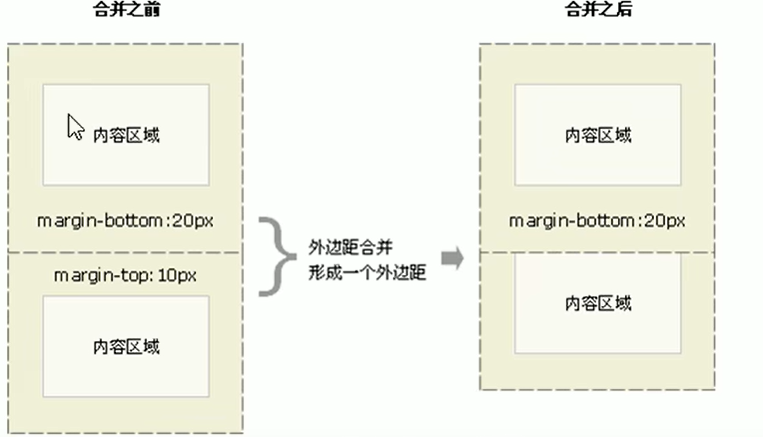 合并之前
内容区域
margin-bottom:20px
margin-top:10px
内容区域
外边距合并
形成一个外边距
合并之后
内容区域
margin-bottom:20px
内容区域